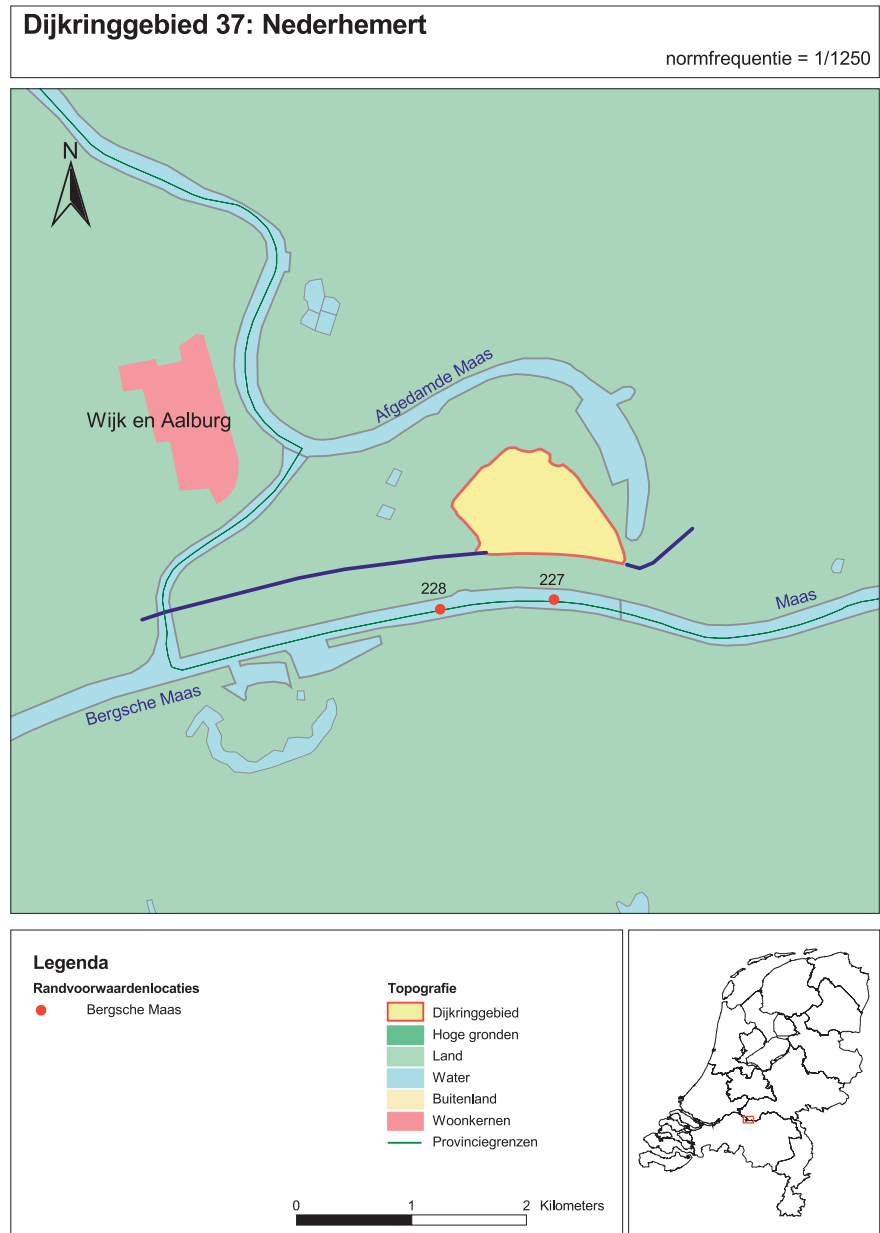 Dijkringgebied 37: Nederhemert
normfrequentie = 1/1250
N
Afgedamde Maas
Wijk en Aalburg
228
227
Maas
Bergsche Maas
Legenda
Randvoorwaardenlocaties
Bergsche Maas
Topografie
Dijkringgebied
Hoge gronden
Land
Water
Buitenland
Woonkernen
Provinciegrenzen
0 1 2 Kilometers